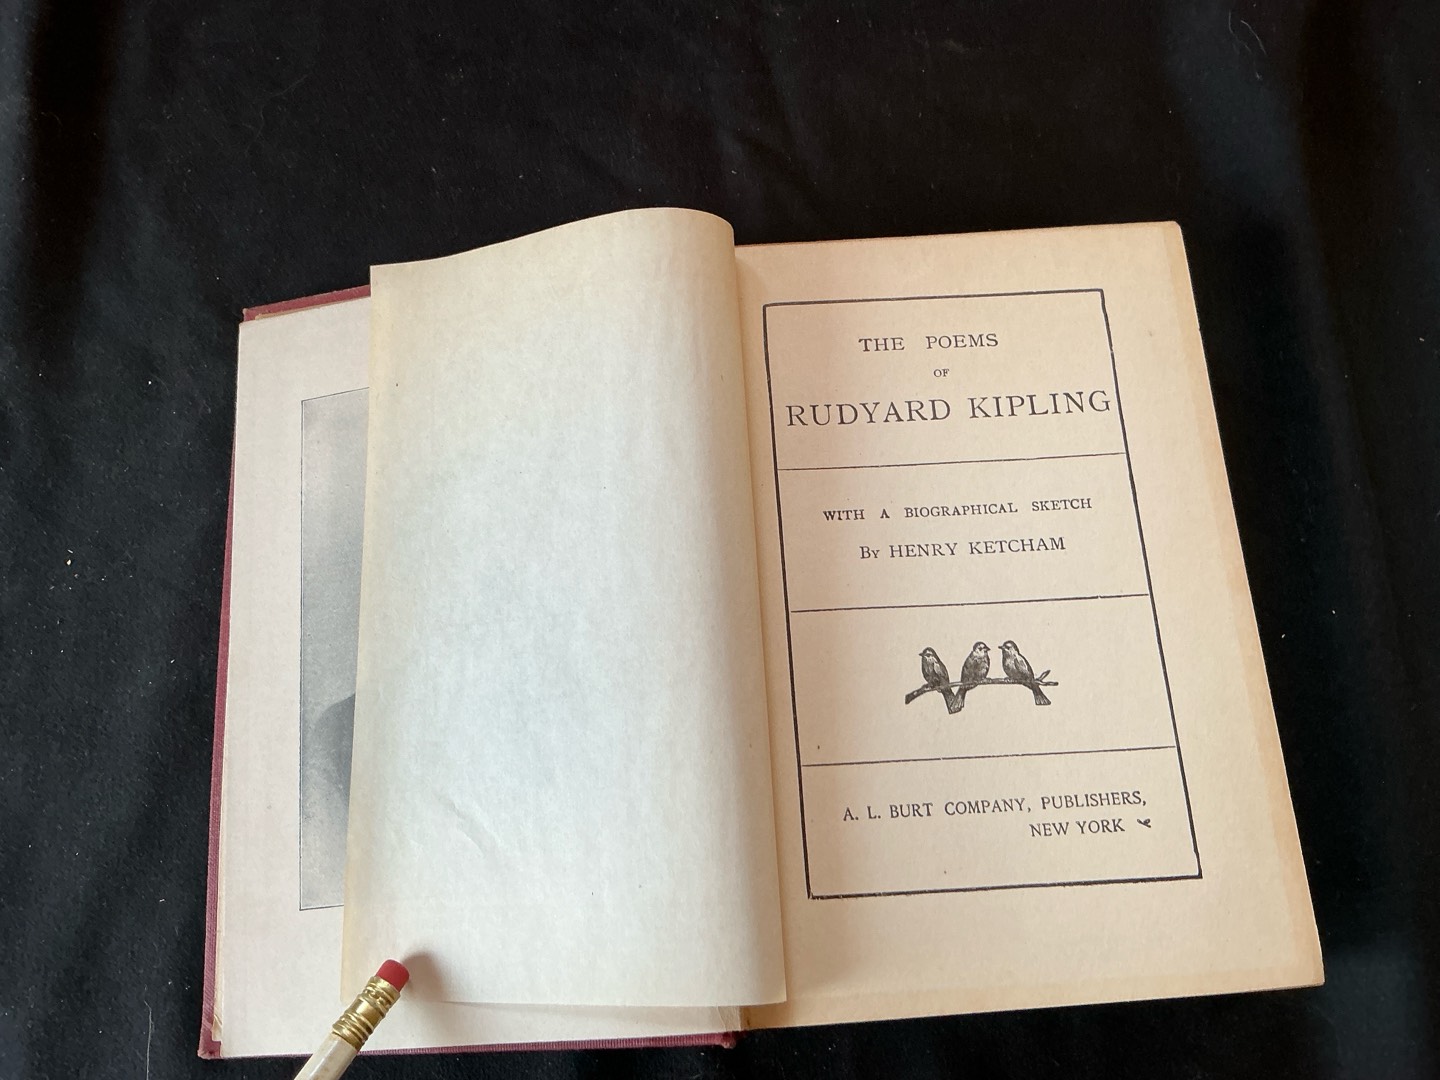 THE POEMS
OF
RUDYARD KIPLING
WITH A BIOGRAPHICAL SKETCH
By HENRY KETCHAM
A. L. BURT COMPANY, PUBLISHERS,
NEW YORK